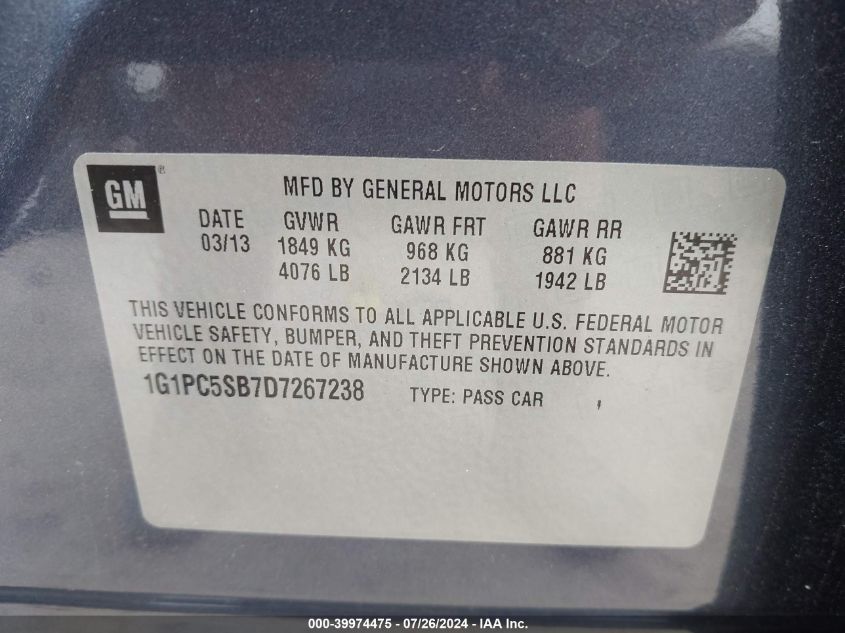 GM ®
MFD BY GENERAL MOTORS LLC
DATE GVWR GAWR FRT GAWR RR
03/13 1849 KG 968 KG 881 KG
4076 LB 2134 LB 1942 LB
THIS VEHICLE CONFORMS TO ALL APPLICABLE U.S. FEDERAL MOTOR
VEHICLE SAFETY, BUMPER, AND THEFT PREVENTION STANDARDS IN
EFFECT ON THE DATE OF MANUFACTURE SHOWN ABOVE.
1G1PC5SB7D7267238 TYPE: PASS CAR
000-39974475 - 07/26/2024 - IAA Inc.